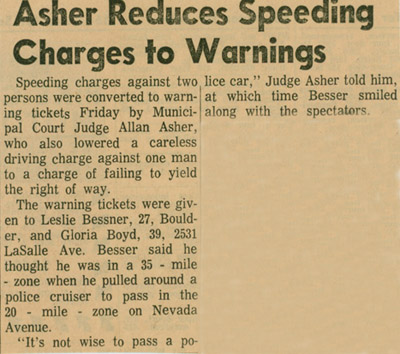 Asher Reduces Speeding
Charges to Warnings
Speeding charges against two
persons were converted to warn-
ing tickets Friday by Munici-
pal Court Judge Allan Asher,
who also lowered a careless
driving charge against one man
to a charge of failing to yield
the right of way.
The warning tickets were giv-
en to Leslie Bessner, 27, Bould-
er, and Gloria Boyd, 39, 2531
LaSalle Ave. Besser said he
thought he was in a 35 - mile
- zone when he pulled around a
police cruiser to pass in the
20 - mile - zone on Nevada
Avenue.
"It's not wise to pass a po-
lice car," Judge Asher told him,
at which time Besser smiled
along with the spectators.